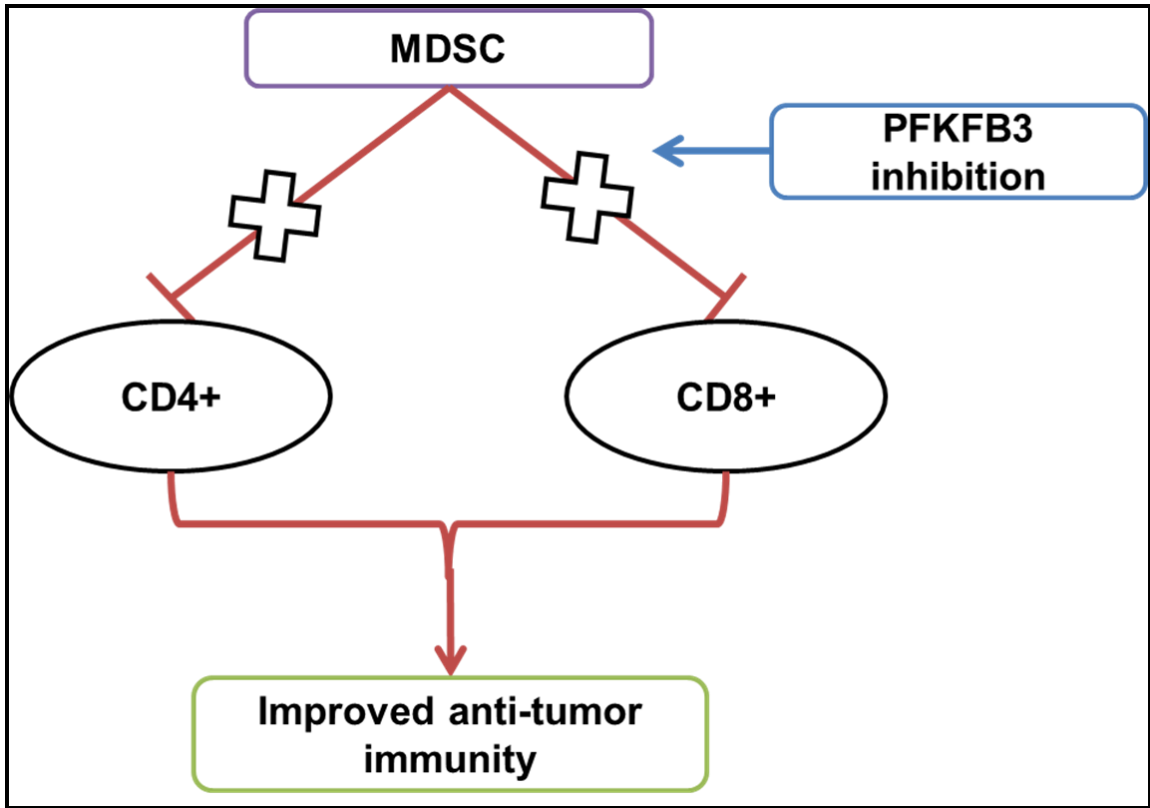 MDSC
PFKFB3
inhibition
CD4+
CD8+
Improved anti-tumor
immunity